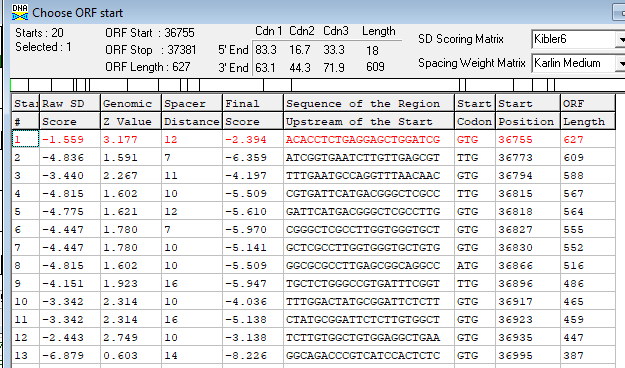 DNA Choose ORF start
Starts : 20 ORF Start : 36755 Cdn1 Cdn2 Cdn3 Length SD Scoring Matrix Kibler6
Selected : 1 ORF Stop : 37381 5' End 83.3 16.7 33.3 18
ORF Length : 627 3' End 63.1 44.3 71.9 609 Spacing Weight Matrix Karlin Medium
Star Raw SD Genomic Spacer Final Sequence of the Region Start Start ORF
# Score Z Value Distance Score Upstream of the Start Codon Position Length
1 -1.559 3.177 12 -2.394 ACACCTCTGAGGAGCTGGATCG GTG 36755 627
2 -4.836 1.591 7 -6.359 ATCGGTGAATCTTGTTGAGCGT TTG 36773 609
3 -3.440 2.267 11 -4.197 TTTGAATGCCAGGTTTAACAAC GTG 36794 588
4 -4.815 1.602 10 -5.509 CGTGATTCATGACGGGCTCGCC TTG 36815 567
5 -4.775 1.621 12 -5.610 GATTCATGACGGGCTCGCCTTG GTG 36818 564
6 -4.447 1.780 7 -5.970 CGGGCTCGCCTTGGTGGGTGCT GTG 36827 555
7 -4.447 1.780 10 -5.141 GCTCGCCTTGGTGGGTGCTGTG GTG 36830 552
8 -4.815 1.602 10 -5.509 GGCGCGCCTTGAGCGGCAGGCC ATG 36866 516
9 -4.151 1.923 16 -5.947 TGCTCTGGGCCGTGATTTCGGT TTG 36896 486
10 -3.342 2.314 10 -4.036 TTTGGACTATGCGGATTCTCTT GTG 36917 465
11 -3.342 2.314 16 -5.138 CTATGCGGATTCTCTTGTGGCT GTG 36923 459
12 -2.443 2.749 10 -3.138 TCTTGTGGCTGTGGAGGCTGAA GTG 36935 447
13 -6.879 0.603 14 -8.226 GGCAGACCCGTCATCCACTCTC GTG 36995 387